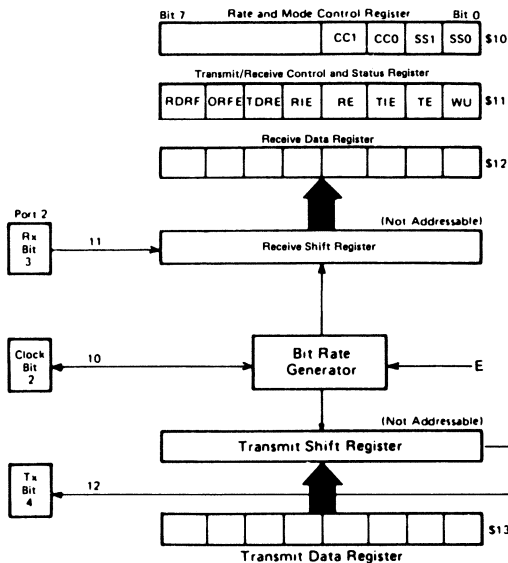 Bit 7 Rate and Mode Control Register Bit 0
CC1 CC0 SS1 SS0 $10
Transmit/Receive Control and Status Register
RDRF ORFE TDRE RIE RE TIE TE WU $11
Receive Data Register
$12
Port 2
(Not Addressable)
Rx
Bit
3
11
Receive Shift Register
Clock
Bit
2
10
Bit Rate
Generator
E
(Not Addressable)
Transmit Shift Register
Tx
Bit
4
12
$13
Transmit Data Register